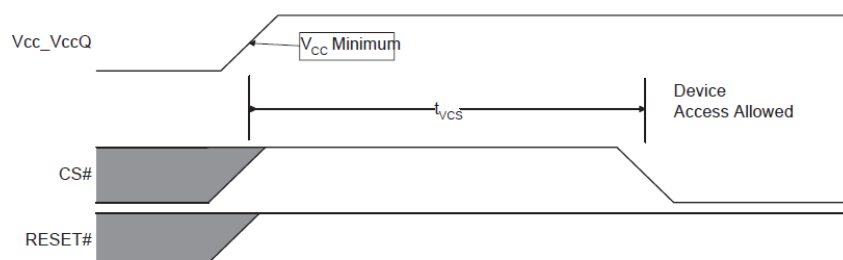 Vcc_VccQ
VCC Minimum
tVCS
Device
Access Allowed
CS#
RESET#